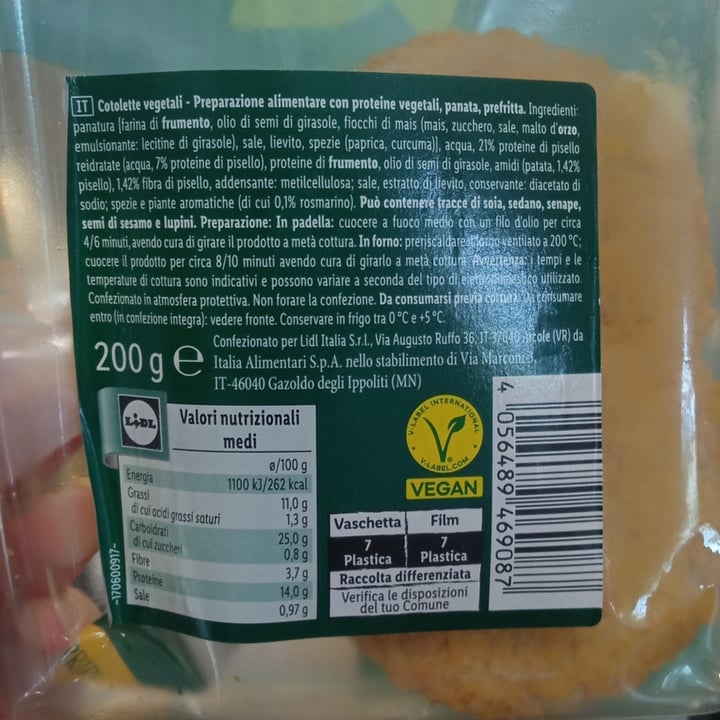 IT Cotolette vegetali - Preparazione alimentare con proteine vegetali, panata, prefritta. Ingredienti:
panatura [farina di frumento, olio di semi di girasole, fiocchi di mais (mais, zucchero, sale, malto d'orzo,
emulsionante: lecitine di girasole), sale, lievito, spezie (paprica, curcuma)], acqua, 21% proteine di pisello
reidratate (acqua, 7% proteine di pisello), proteine di frumento, olio di semi di girasole, amidi (patata, 1,42%
pisello), 1,42% fibra di pisello, addensante: metilcellulosa; sale, estratto di lievito, conservante: diacetato di
sodio; spezie e piante aromatiche (di cui 0,1% rosmarino). Può contenere tracce di soia, sedano, senape,
semi di sesamo e lupini. Preparazione: In padella: cuocere a fuoco medio con un filo d'olio per circa
4/6 minuti, avendo cura di girare il prodotto a metà cottura. In forno: preriscaldare il forno ventilato a 200°C;
cuocere il prodotto per circa 8/10 minuti avendo cura di girarlo a metà cottura. Avvertenza: i tempi e le
temperature di cottura sono indicativi e possono variare a seconda del tipo di utilizzato.
Confezionato in atmosfera protettiva. Non forare la confezione. Da consumarsi previa cottura. Da consumare
entro (in confezione integra): vedere fronte. Conservare in frigo tra 0°C e +5°C.
Confezionato per Lidl Italia S.r.l., Via Augusto Ruffo 36, IT-37040 Arcole (VR) da
200 g e Italia Alimentari S.p.A. nello stabilimento di Via Marconi 3,
IT-46040 Gazoldo degli Ippoliti (MN)
LIDL
Valori nutrizionali
medi
ø/100 g
Energia 1100 kJ/262 kcal
Grassi 11,0 g
di cui acidi grassi saturi 1,3 g
Carboidrati 25,0 g
di cui zuccheri 0,8 g
Fibre 3,7 g
Proteine 14,0 g
Sale 0,97 g
-170600917-
V-LABEL INTERNATIONAL
V-LABEL.COM
VEGAN
Vaschetta Film
7 7
Plastica Plastica
Raccolta differenziata
Verifica le disposizioni
del tuo Comune
4 056489 469087